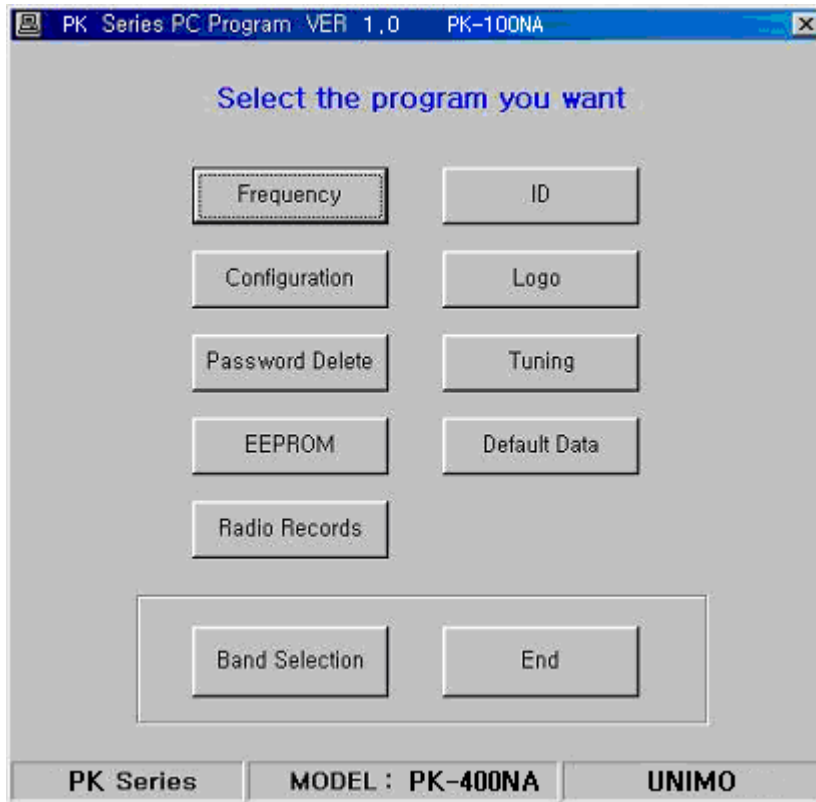 PK Series PC Program VER 1.0 PK-100NA
Select the program you want
Frequency ID
Configuration Logo
Password Delete Tuning
EEPROM Default Data
Radio Records
Band Selection End
PK Series MODEL : PK-400NA UNIMO